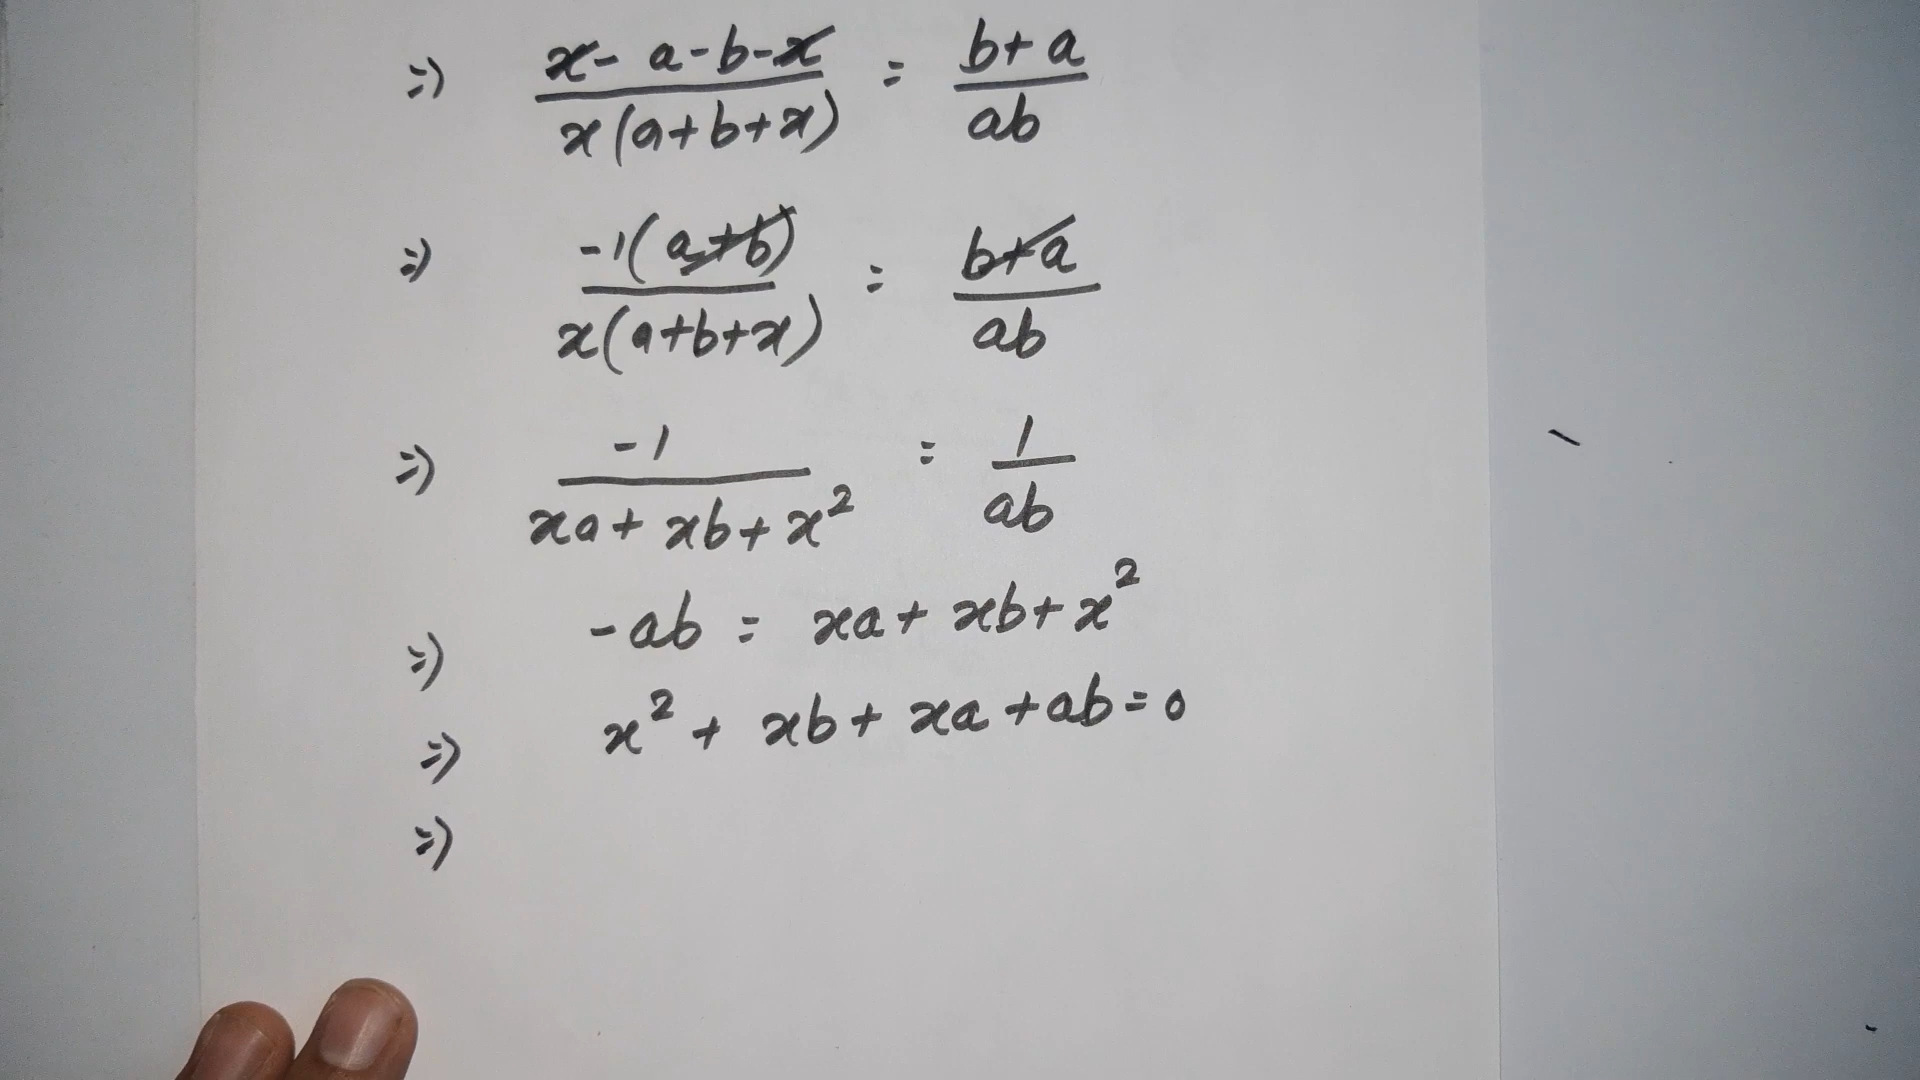 =) x - a - b - x / x(a+b+x) = b+a / ab
=) -1(a+b) / x(a+b+x) = b+a / ab
=) -1 / xa + xb + x² = 1 / ab
=) -ab = xa + xb + x²
=) x² + xb + xa + ab = 0
=)